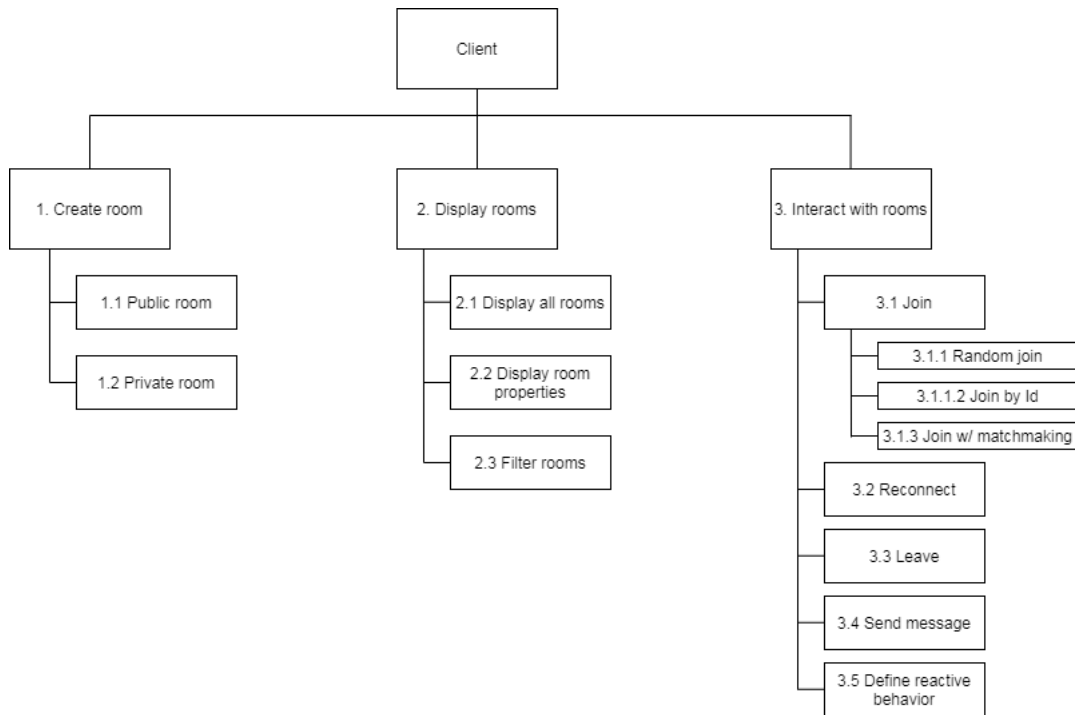 Client
1. Create room
1.1 Public room
1.2 Private room
2. Display rooms
2.1 Display all rooms
2.2 Display room
properties
2.3 Filter rooms
3. Interact with rooms
3.1 Join
3.1.1 Random join
3.1.1.2 Join by Id
3.1.3 Join w/ matchmaking
3.2 Reconnect
3.3 Leave
3.4 Send message
3.5 Define reactive
behavior